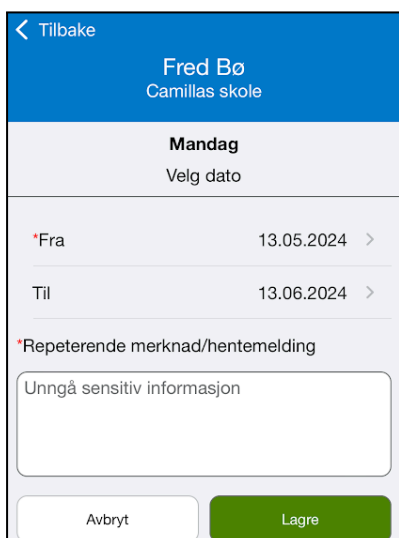 Tilbake
Fred Bø
Camillas skole
Mandag
Velg dato
*Fra 13.05.2024
Til 13.06.2024
*Repeterende merknad/hentemelding
Unngå sensitiv informasjon
Avbryt Lagre